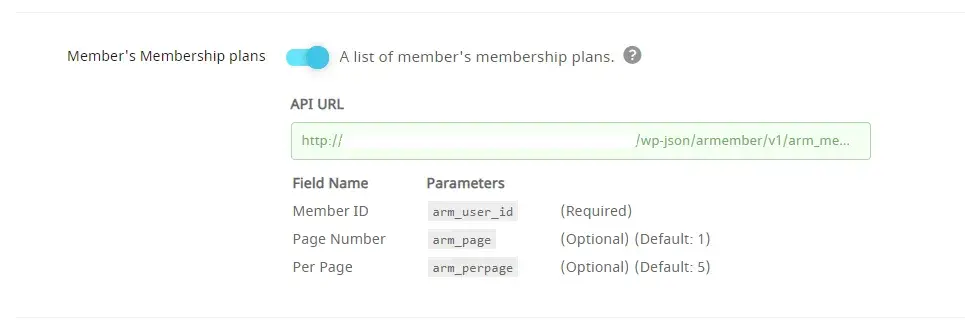 Member's Membership plans A list of member's membership plans. ?
API URL
http:// /wp-json/armember/v1/arm_me...
Field Name Parameters
Member ID arm_user_id (Required)
Page Number arm_page (Optional) (Default: 1)
Per Page arm_perpage (Optional) (Default: 5)